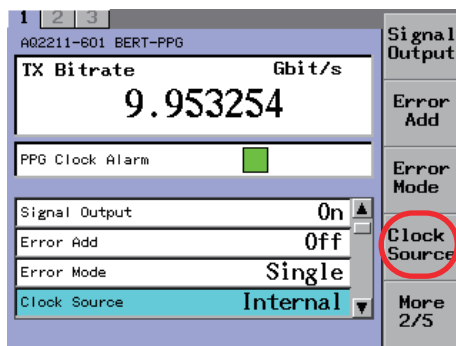 1 2 3
AQ2211-601 BERT-PPG
TX Bitrate Gbit/s
9.953254
PPG Clock Alarm
Signal Output On
Error Add Off
Error Mode Single
Clock Source Internal
Signal
Output
Error
Add
Error
Mode
Clock
Source
More
2/5